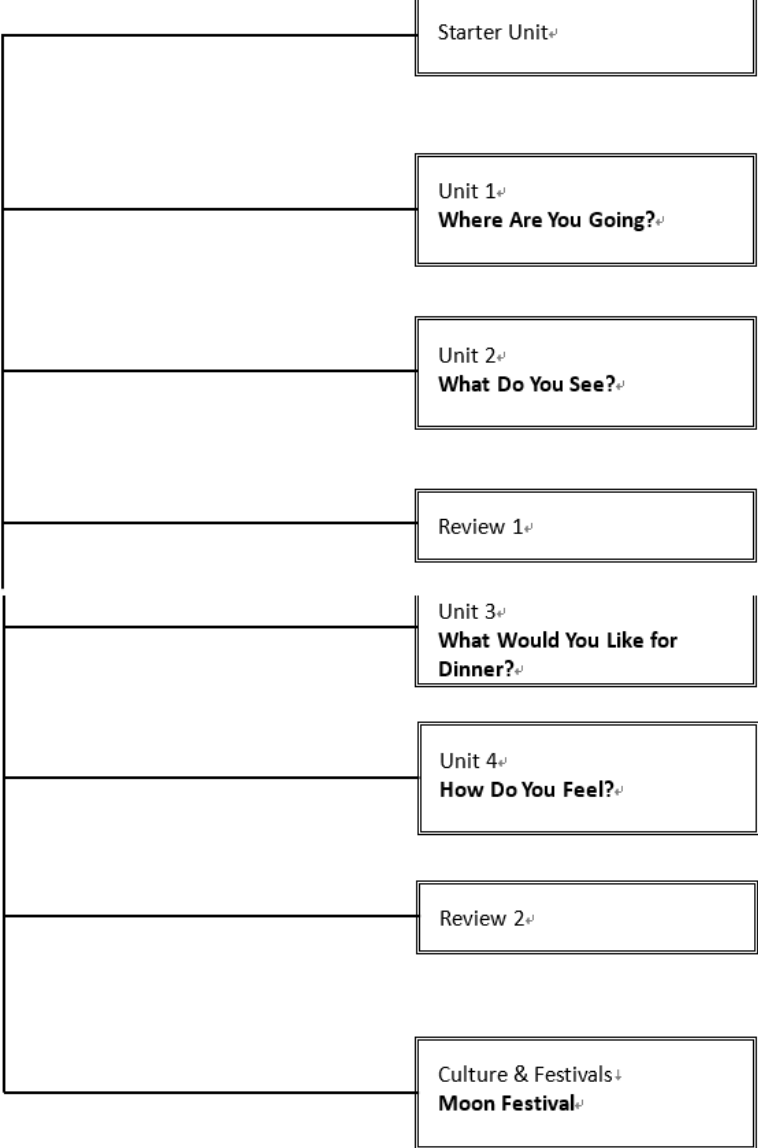 Starter Unit
Unit 1
Where Are You Going?
Unit 2
What Do You See?
Review 1
Unit 3
What Would You Like for
Dinner?
Unit 4
How Do You Feel?
Review 2
Culture & Festivals
Moon Festival